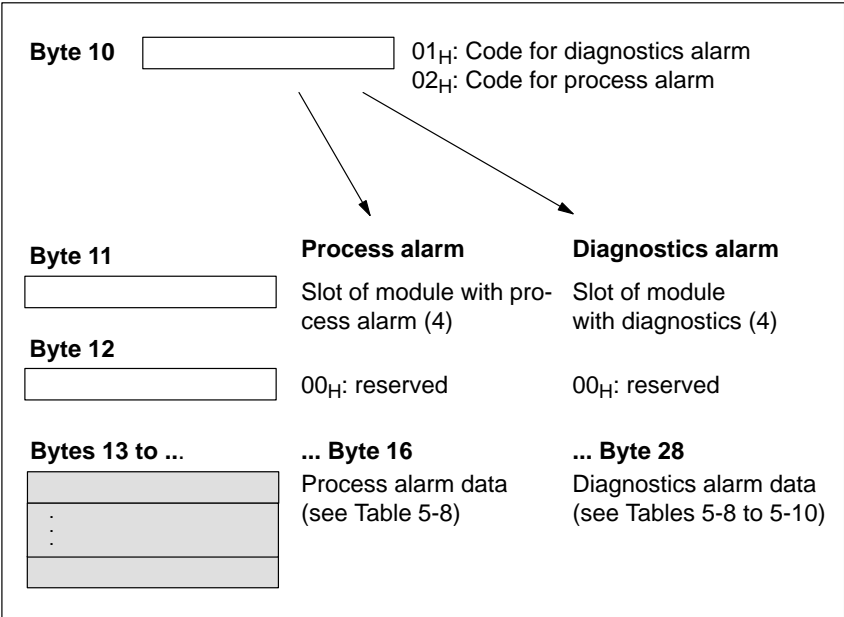 Byte 10
01H: Code for diagnostics alarm
02H: Code for process alarm
Byte 11
Process alarm
Diagnostics alarm
Slot of module with pro-
cess alarm (4)
Slot of module
with diagnostics (4)
Byte 12
00H: reserved
00H: reserved
Bytes 13 to ...
... Byte 16
... Byte 28
Process alarm data
(see Table 5-8)
Diagnostics alarm data
(see Tables 5-8 to 5-10)